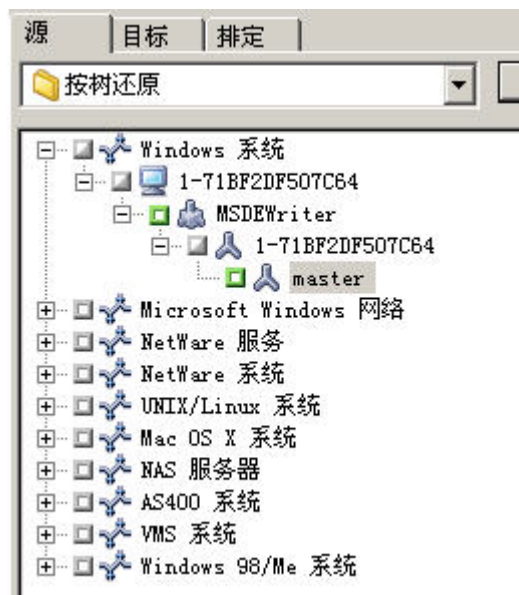 源 目标 排定
按树还原
Windows 系统
1-71BF2DF507C64
MSDEWriter
1-71BF2DF507C64
master
Microsoft Windows 网络
NetWare 服务
NetWare 系统
UNIX/Linux 系统
Mac OS X 系统
NAS 服务器
AS400 系统
VMS 系统
Windows 98/Me 系统